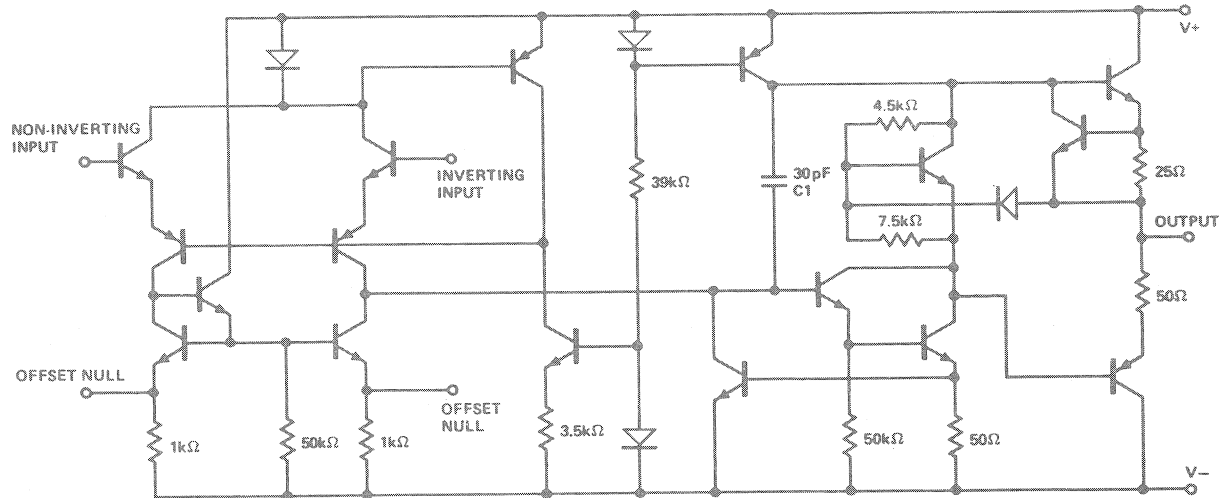 V+
4.5kΩ
NON-INVERTING
INPUT
INVERTING
INPUT
39kΩ
30pF
C1
25Ω
7.5kΩ
OUTPUT
50Ω
OFFSET NULL
OFFSET
NULL
1kΩ
50kΩ
1kΩ
3.5kΩ
50kΩ
50Ω
V−